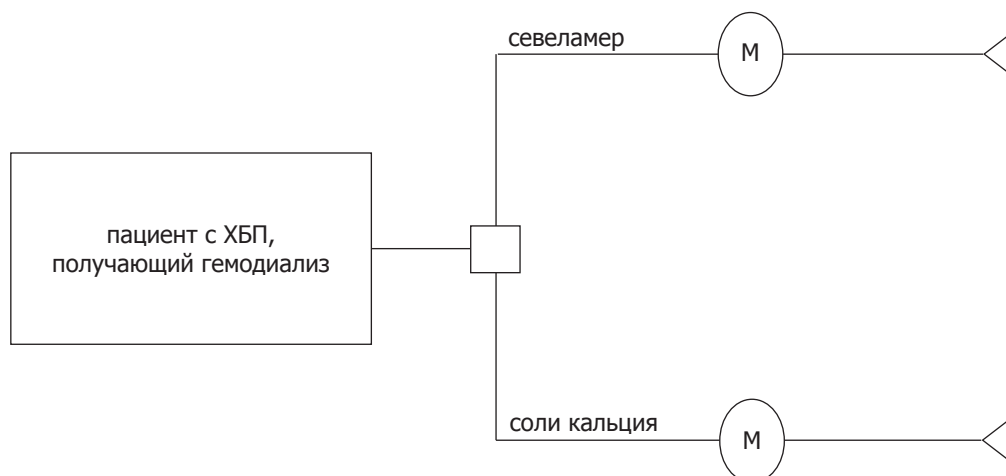 севеламер
М
пациент с ХБП,
получающий гемодиализ
соли кальция
М